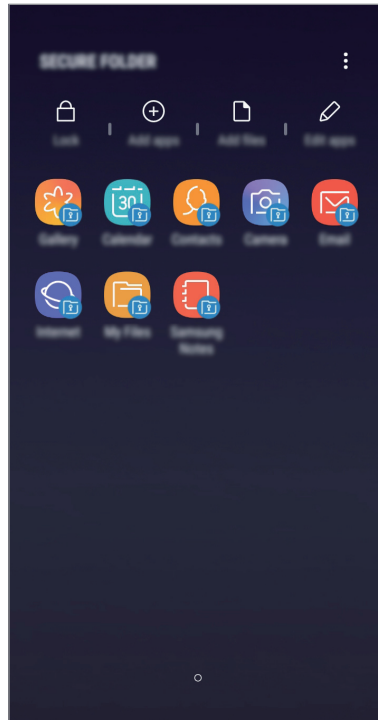 SECURE FOLDER
Lock
Add apps
Add files
Edit apps
30
Gallery
Calendar
Contacts
Camera
Email
Internet
My Files
Samsung
Notes